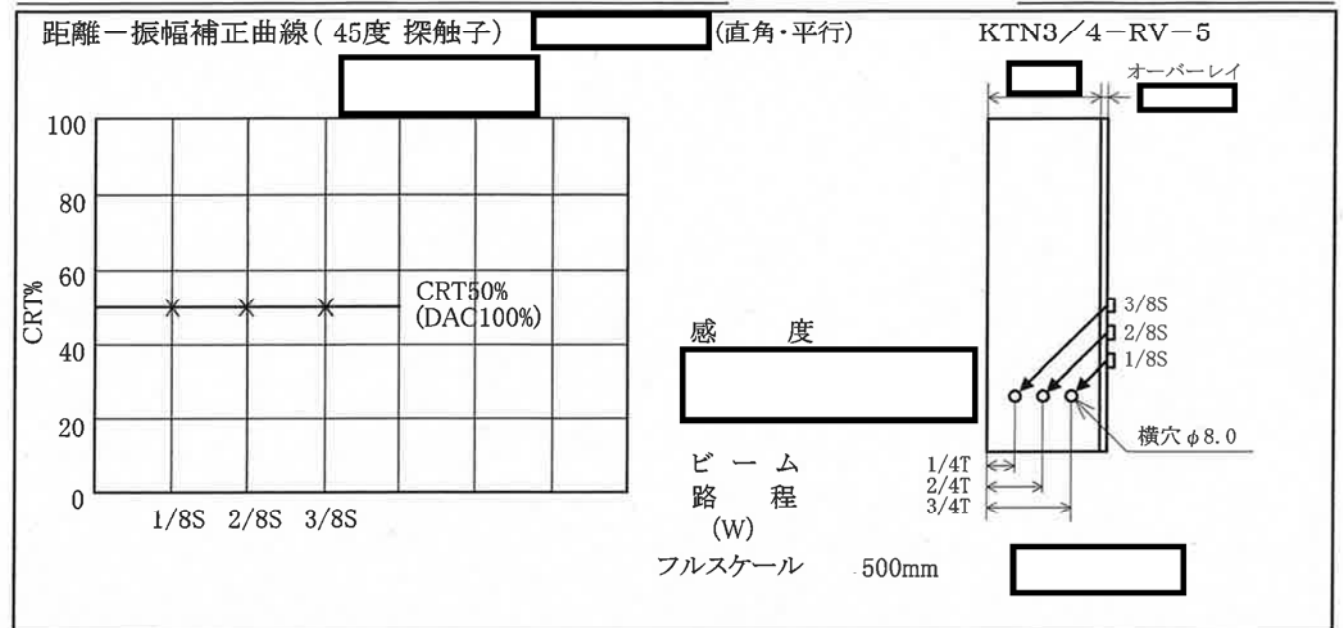 距離－振幅補正曲線( 45度 探触子)
(直角･平行)
KTN3／4－RV－5
オーバーレイ
100
80
60
40
20
0
CRT%
CRT50%
(DAC100%)
1/8S 2/8S 3/8S
感 度
ビ ー ム
路 程
(W)
フルスケール 500mm
3/8S
2/8S
1/8S
横穴φ8.0
1/4T
2/4T
3/4T